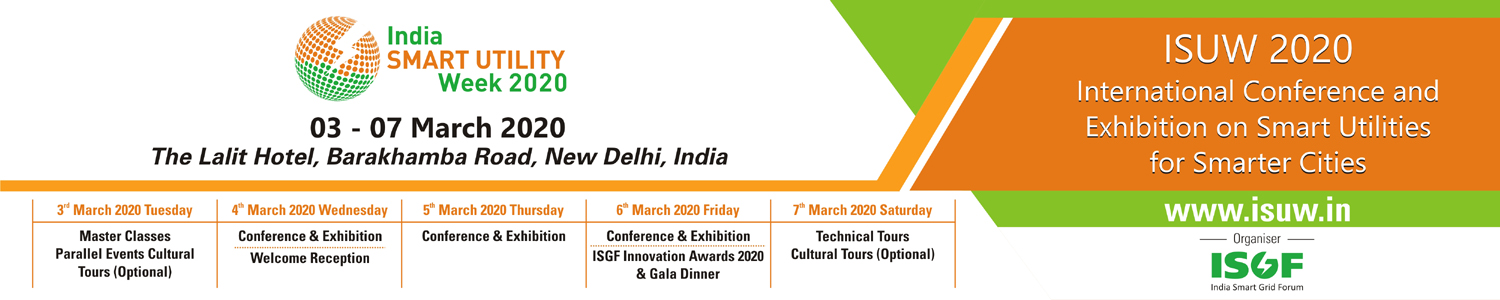 India
SMART UTILITY
Week 2020
03 - 07 March 2020
The Lalit Hotel, Barakhamba Road, New Delhi, India
ISUW 2020
International Conference and
Exhibition on Smart Utilities
for Smarter Cities
www.isuw.in
Organiser
ISGF
India Smart Grid Forum
3rd March 2020 Tuesday
Master Classes
Parallel Events Cultural
Tours (Optional)
4th March 2020 Wednesday
Conference & Exhibition
Welcome Reception
5th March 2020 Thursday
Conference & Exhibition
6th March 2020 Friday
Conference & Exhibition
ISGF Innovation Awards 2020
& Gala Dinner
7th March 2020 Saturday
Technical Tours
Cultural Tours (Optional)